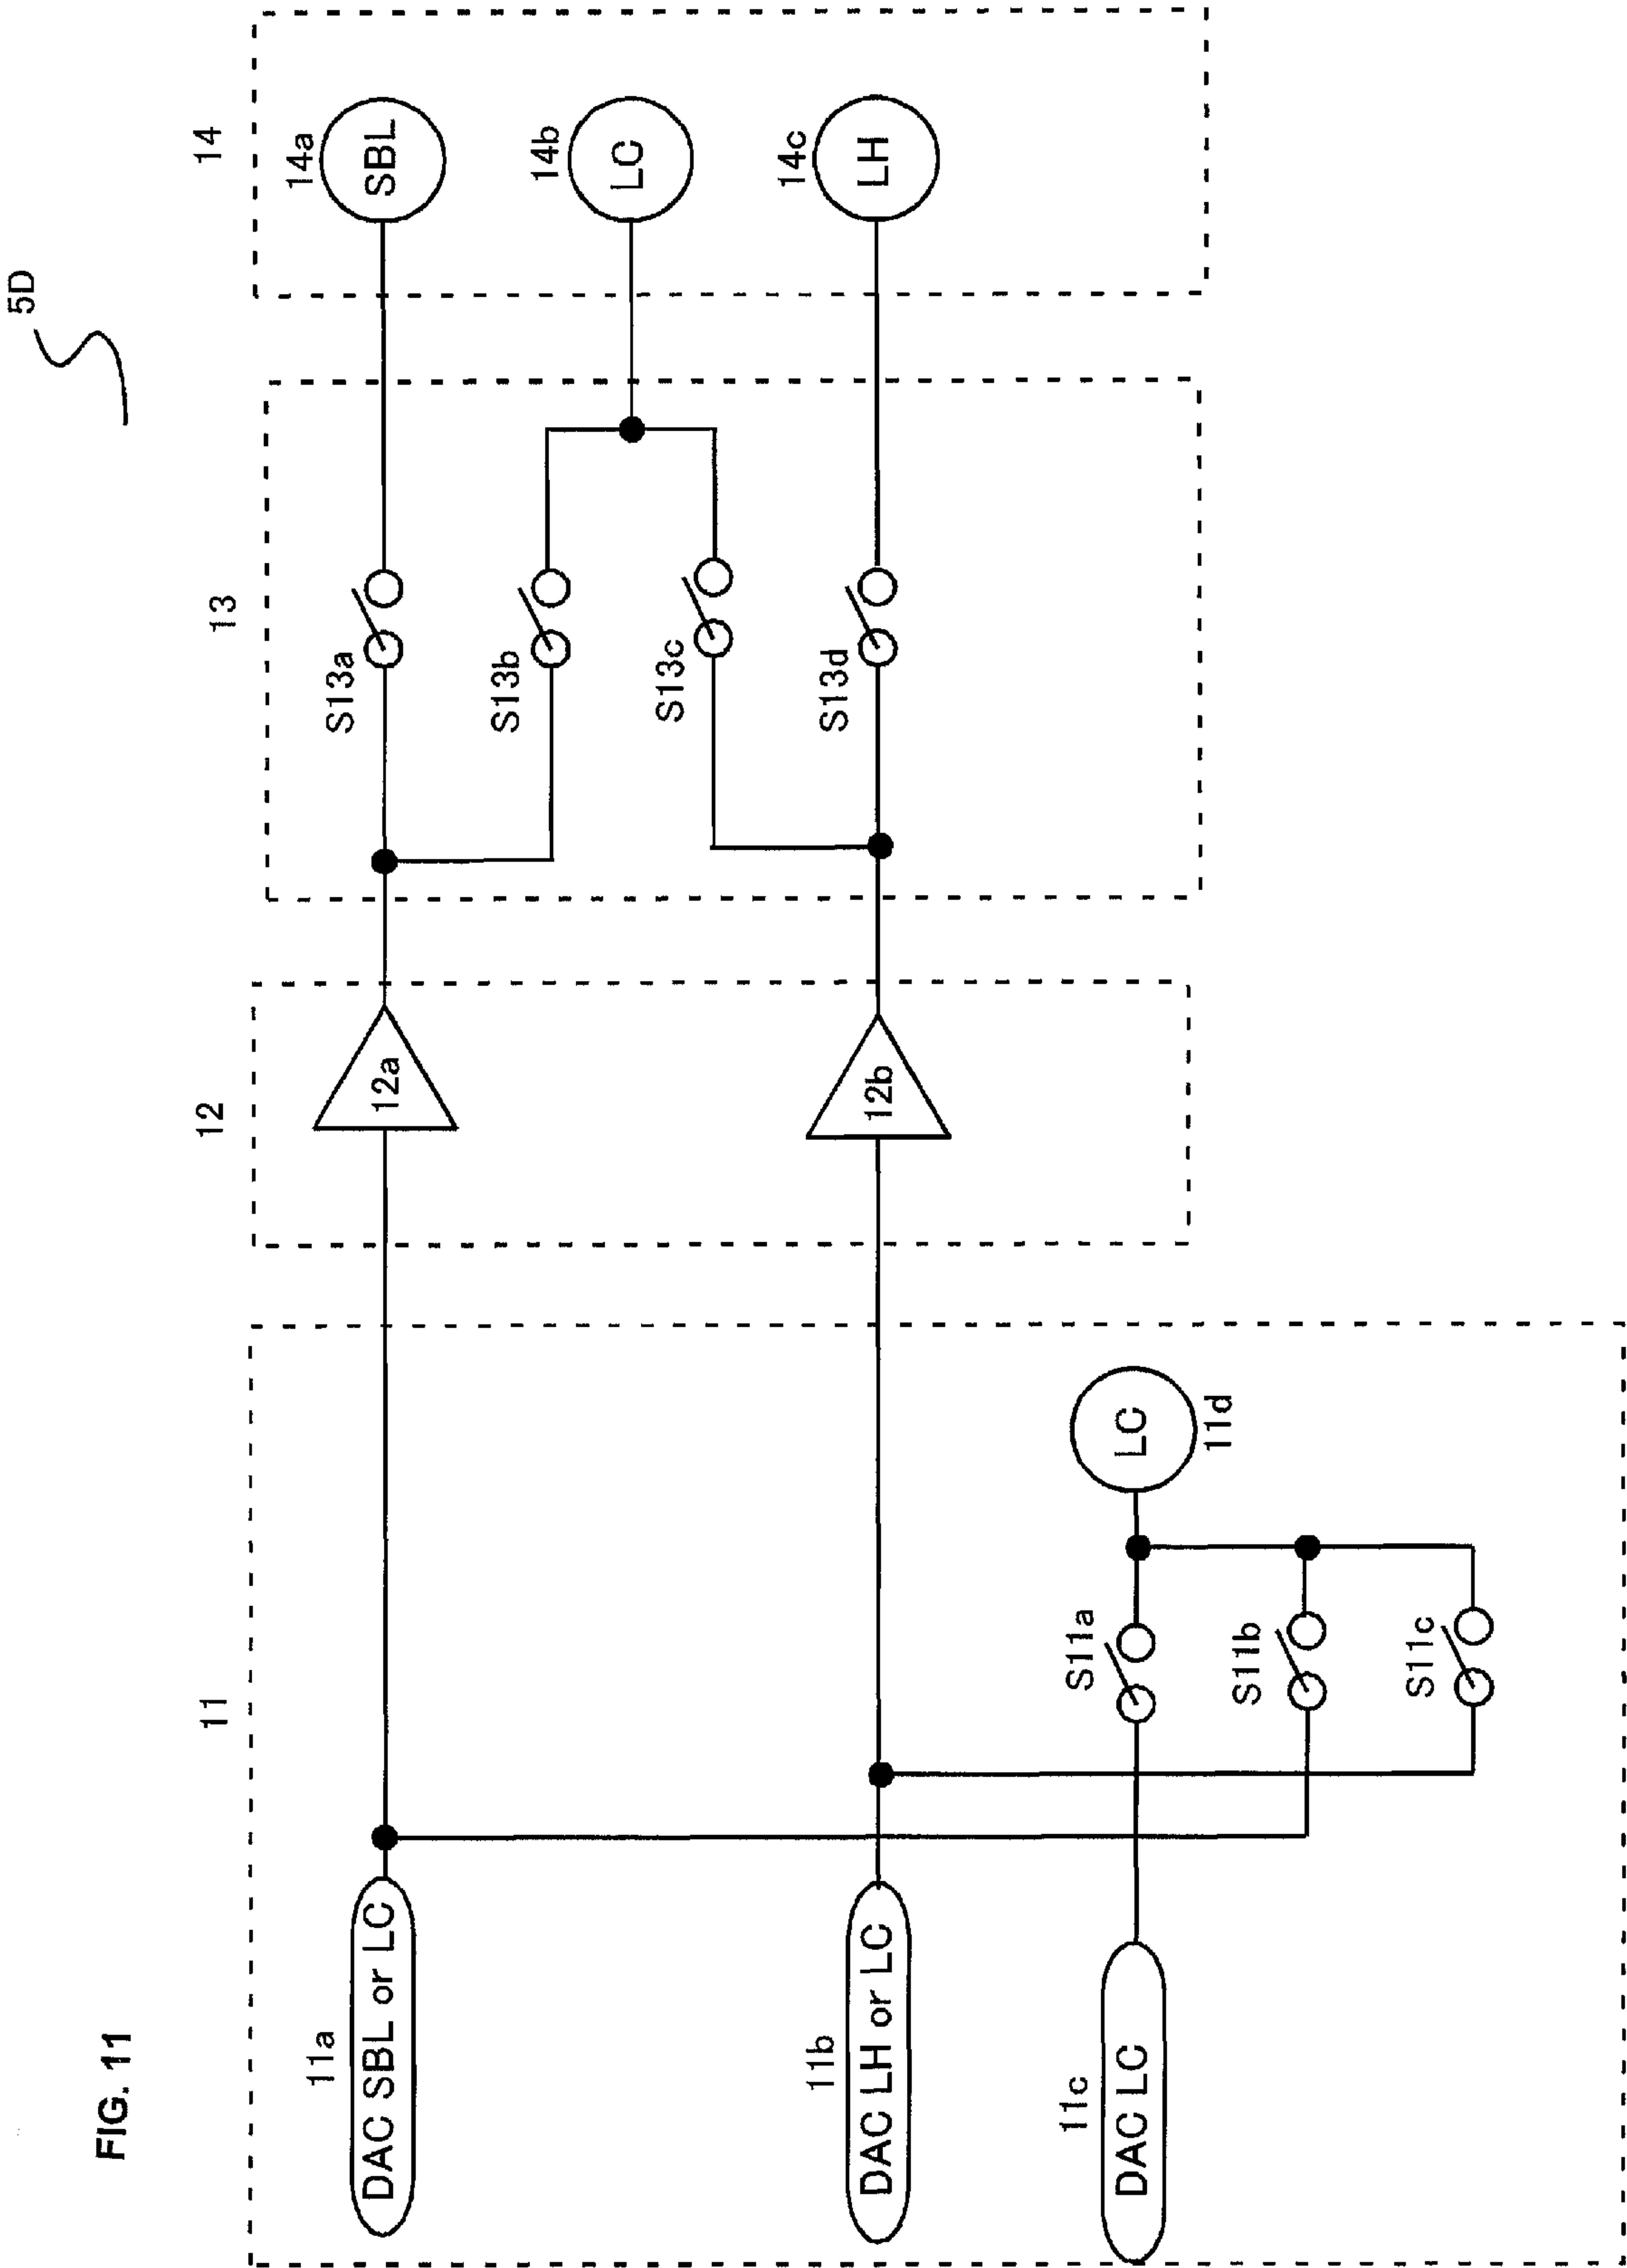 FIG. 11
5D
11
12
13
14
11a
DAC SBL or LC
12a
S13a
14a
SBL
S13b
14b
LC
S13c
11b
DAC LH or LC
12b
S13d
14c
LH
11c
DAC LC
S11a
LC
11d
S11b
S11c